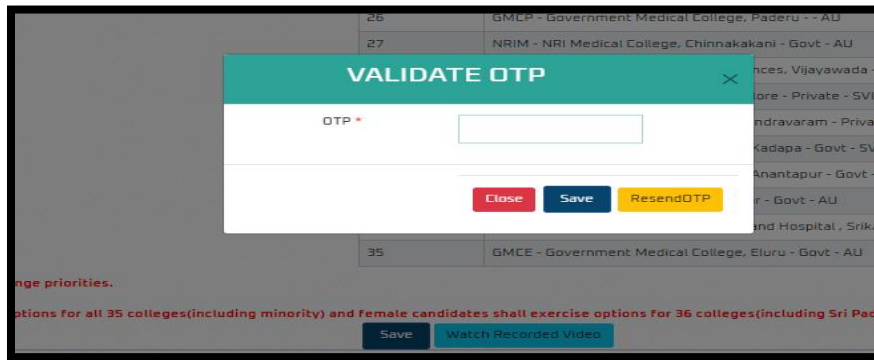 26 GMCP - Government Medical College, Paderu - - AU
27 NRIM - NRI Medical College, Chinnakakani - Govt - AU
VALIDATE OTP ×
nces, Vijayawada -
lore - Private - SVI
OTP *
ndravaram - Priva
Kadapa - Govt - SV
Anantapur - Govt -
Close Save ResendOTP
r - Govt - AU
and Hospital , Srik
35 GMCE - Government Medical College, Eluru - Govt - AU
nge priorities.
ptions for all 35 colleges(including minority) and female candidates shall exercise options for 36 colleges(including Sri Pad
Save Watch Recorded Video